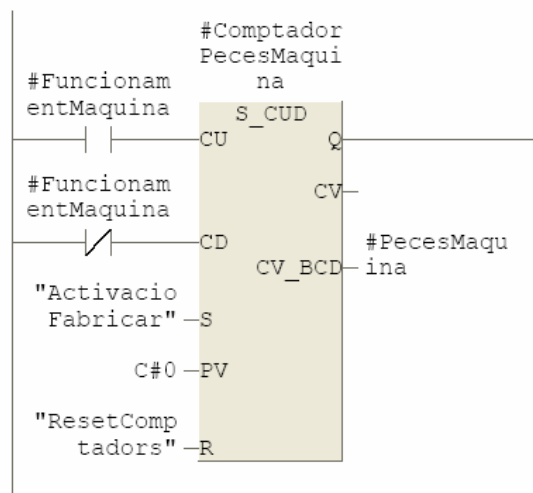 #Comptador
PecesMaqui
na
#Funcionam
entMaquina
S_CUD
CU
Q
#Funcionam
entMaquina
CV
CD
CV_BCD
#PecesMaqu
ina
"Activacio
Fabricar"
S
C#0
PV
"ResetComp
tadors"
R